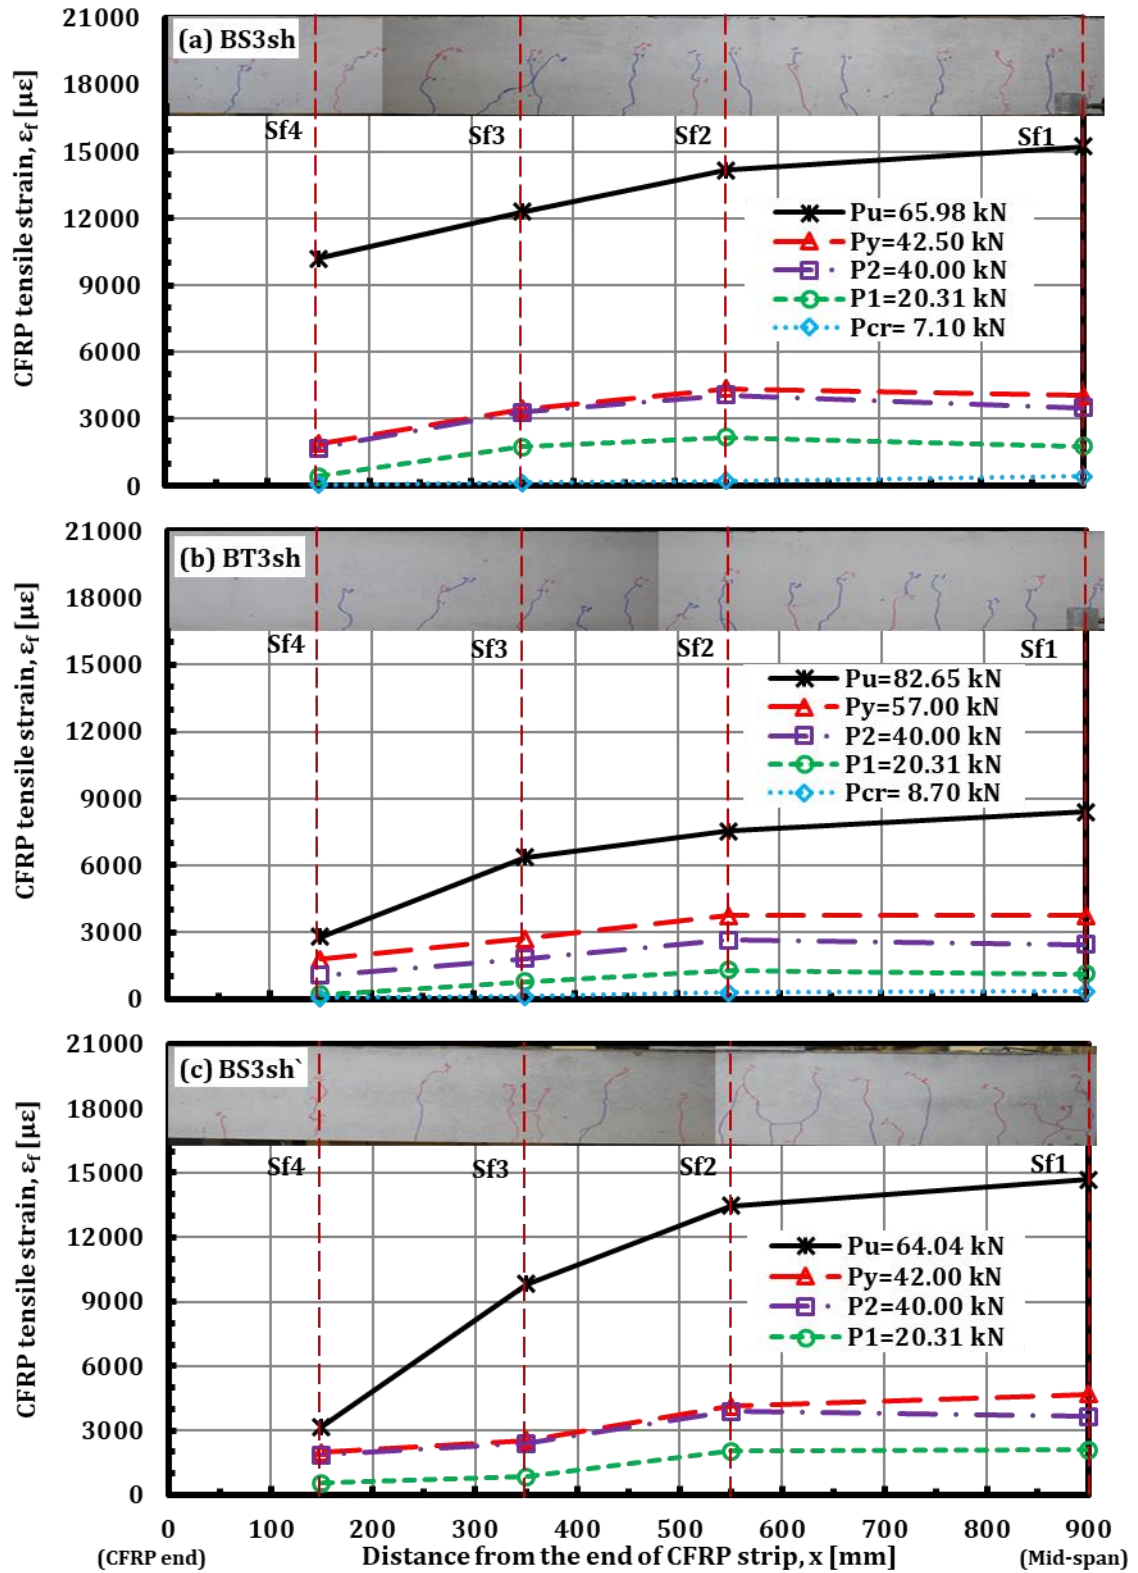 (a) BS3sh
CFRP tensile strain, εf [με]
21000
18000
15000
12000
9000
6000
3000
0
Sf4
Sf3
Sf2
Sf1
Pu=65.98 kN
Py=42.50 kN
P2=40.00 kN
P1=20.31 kN
Pcr= 7.10 kN
(b) BT3sh
CFRP tensile strain, εf [με]
21000
18000
15000
12000
9000
6000
3000
0
Sf4
Sf3
Sf2
Sf1
Pu=82.65 kN
Py=57.00 kN
P2=40.00 kN
P1=20.31 kN
Pcr= 8.70 kN
(c) BS3sh`
CFRP tensile strain, εf [με]
21000
18000
15000
12000
9000
6000
3000
0
Sf4
Sf3
Sf2
Sf1
Pu=64.04 kN
Py=42.00 kN
P2=40.00 kN
P1=20.31 kN
0 100 200 300 400 500 600 700 800 900
(CFRP end) Distance from the end of CFRP strip, x [mm] (Mid-span)